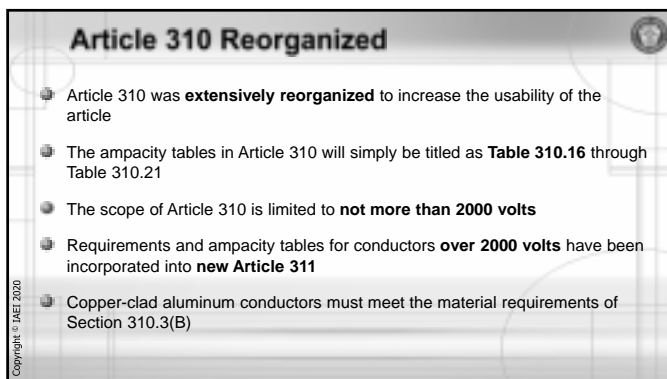 Article 310 Reorganized
Article 310 was extensively reorganized to increase the usability of the
article
The ampacity tables in Article 310 will simply be titled as Table 310.16 through
Table 310.21
The scope of Article 310 is limited to not more than 2000 volts
Requirements and ampacity tables for conductors over 2000 volts have been
incorporated into new Article 311
Copper-clad aluminum conductors must meet the material requirements of
Section 310.3(B)
Copyright © IAEI 2020